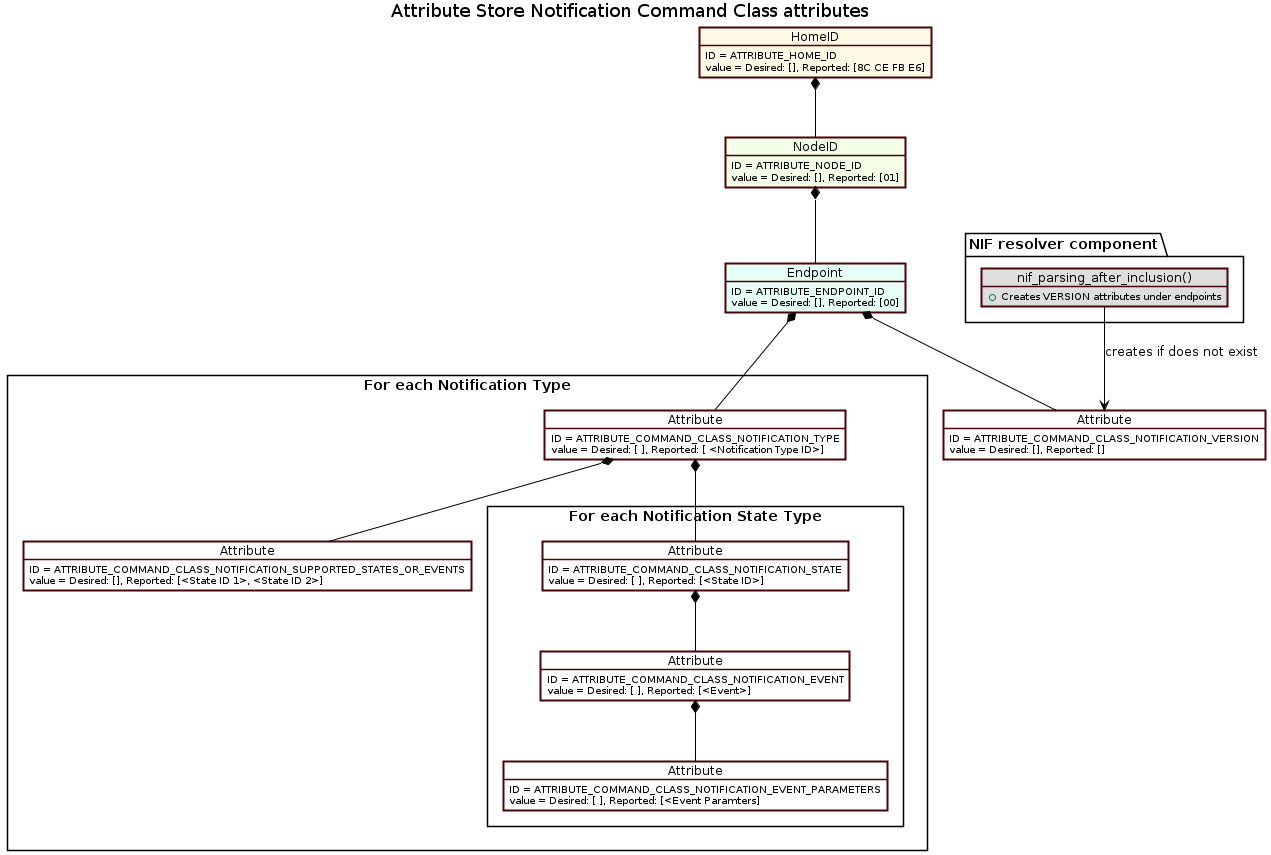 Attribute Store Notification Command Class attributes
HomeID
ID = ATTRIBUTE_HOME_ID
value = Desired: [], Reported: [8C CE FB E6]
NodeID
ID = ATTRIBUTE_NODE_ID
value = Desired: [], Reported: [01]
Endpoint
ID = ATTRIBUTE_ENDPOINT_ID
value = Desired: [], Reported: [00]
NIF resolver component
nif_parsing_after_inclusion()
Creates VERSION attributes under endpoints
creates if does not exist
For each Notification Type
Attribute
ID = ATTRIBUTE_COMMAND_CLASS_NOTIFICATION_TYPE
value = Desired: [ ], Reported: [ <Notification Type ID>]
Attribute
ID = ATTRIBUTE_COMMAND_CLASS_NOTIFICATION_VERSION
value = Desired: [], Reported: []
Attribute
ID = ATTRIBUTE_COMMAND_CLASS_NOTIFICATION_SUPPORTED_STATES_OR_EVENTS
value = Desired: [], Reported: [<State ID 1>, <State ID 2>]
For each Notification State Type
Attribute
ID = ATTRIBUTE_COMMAND_CLASS_NOTIFICATION_STATE
value = Desired: [ ], Reported: [<State ID>]
Attribute
ID = ATTRIBUTE_COMMAND_CLASS_NOTIFICATION_EVENT
value = Desired: [ ], Reported: [<Event>]
Attribute
ID = ATTRIBUTE_COMMAND_CLASS_NOTIFICATION_EVENT_PARAMETERS
value = Desired: [ ], Reported: [<Event Paramters]